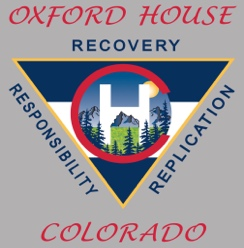 OXFORD HOUSE
RECOVERY
RESPONSIBILITY
REPLICATION
H
COLORADO